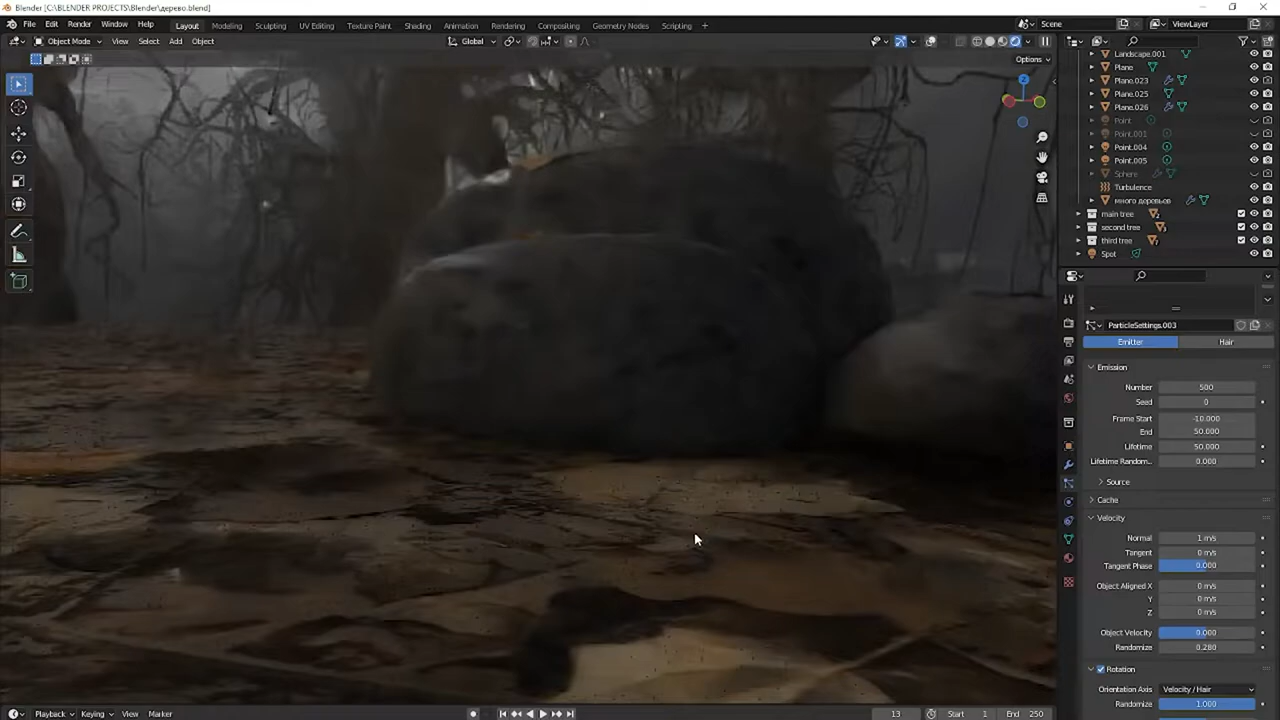 Blender [C:\BLENDER PROJECTS\Blender\дерево.blend]
File Edit Render Window Help Layout Modeling Sculpting UV Editing Texture Paint Shading Animation Rendering Compositing Geometry Nodes Scripting + Scene ViewLayer
Object Mode View Select Add Object Global
Options
Landscape.001
Plane
Plane.023
Plane.025
Plane.026
Point
Point.001
Point.004
Point.005
Sphere
Turbulence
много деревьев
main tree
second tree
third tree
Spot
ParticleSettings.003
Emitter Hair
Emission
Number 500
Seed 0
Frame Start -10.000
End 50.000
Lifetime 50.000
Lifetime Random... 0.000
Source
Cache
Velocity
Normal 1 m/s
Tangent 0 m/s
Tangent Phase 0.000
Object Aligned X 0 m/s
Y 0 m/s
Z 0 m/s
Object Velocity 0.000
Randomize 0.280
Rotation
Orientation Axis Velocity / Hair
Randomize 1.000
Playback Keying View Marker 13 Start 1 End 250